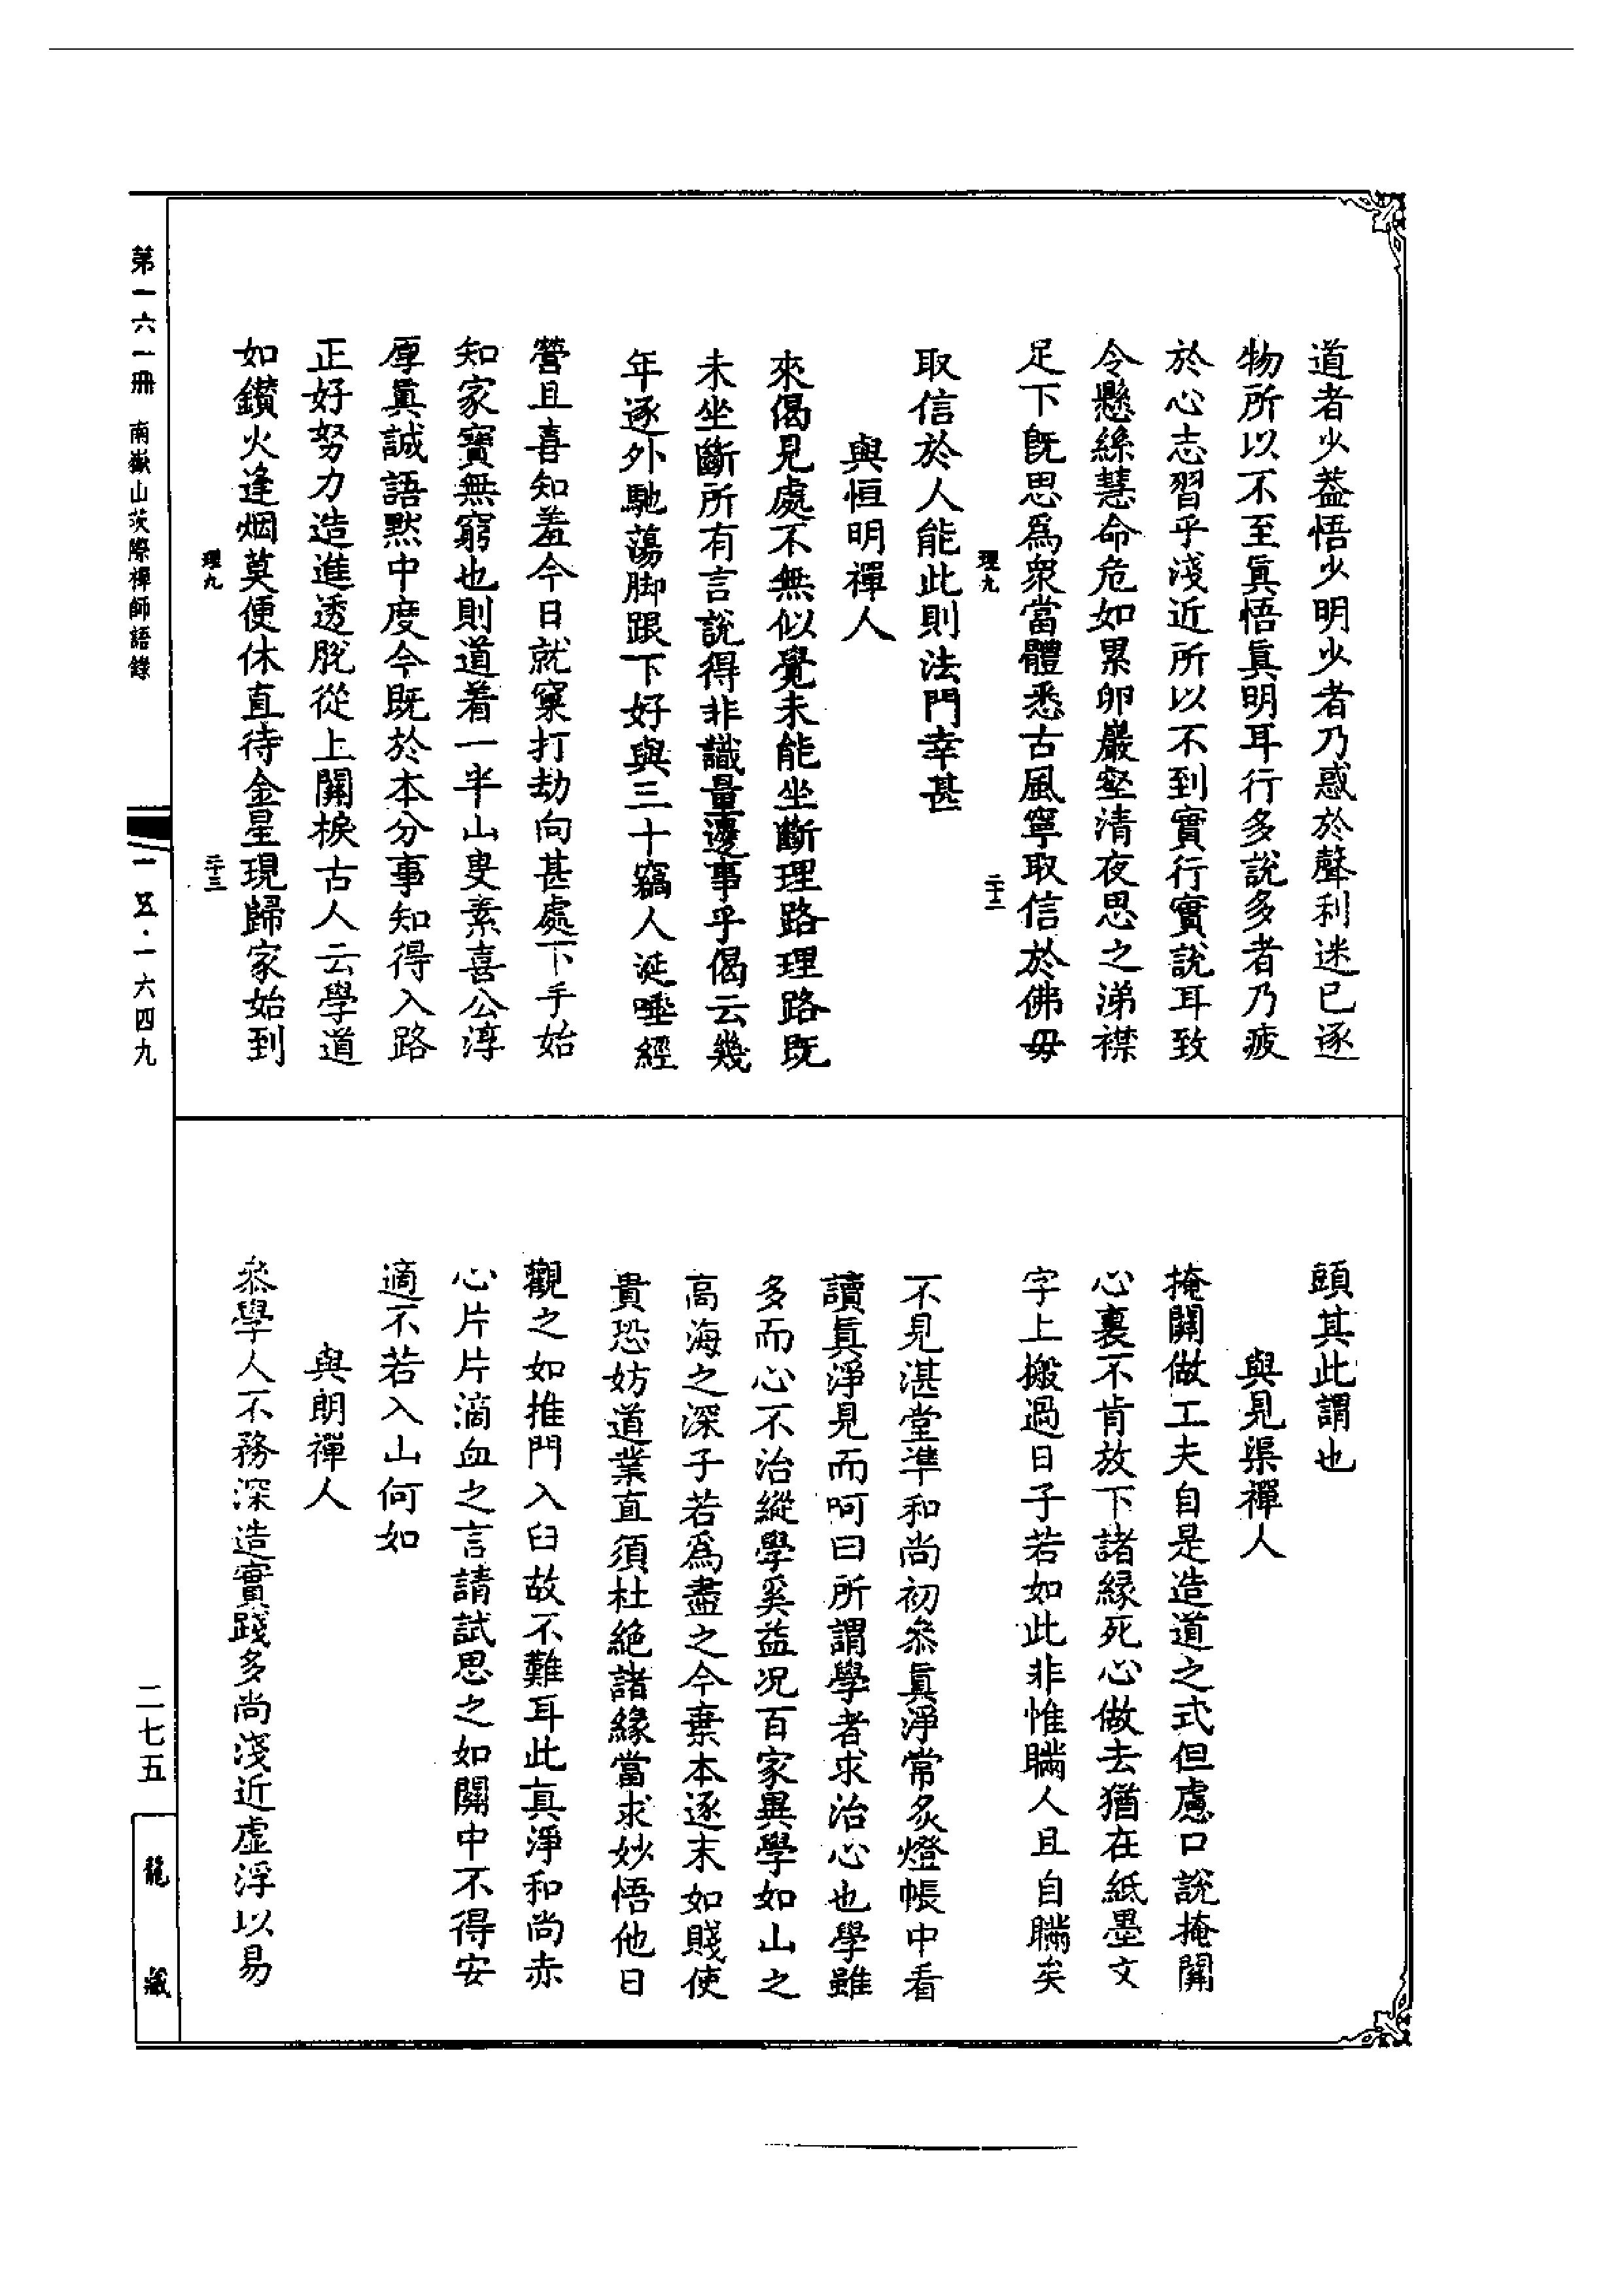 道者少葢悟少明少者乃惑於聲利迷已逐
物所以不至眞悟眞明耳行多說多者乃疲
於心志習乎淺近所以不到實行實說耳致
令懸絲慧命危如累卵巖壑清夜思之涕襟
足下旣思爲衆當體悉古風寧取信於佛毋
理九
二十二
取信於人能此則法門幸甚
與恒明禪人
來偈見處不無似覺未能坐斷理路理路旣
未坐斷所有言說得非識量邊事乎偈云幾
年逐外馳蕩脚跟下好與三十竊人涎唾經
營且喜知羞今日就窠打劫向甚處下手始
知家寶無窮也則道着一半山叟素喜公淳
厚眞誠語默中度今既於本分事知得入路
正好努力造進透脫從上關棙古人云學道
如鑚火逢烟莫便休直待金星現歸家始到
理九
二十三
頭其此謂也
與見渠禪人
掩關做工夫自是造道之式但慮口說掩關
心裏不肯放下諸緣死心做去猶在紙墨文
字上搬過日子若如此非惟瞞人且自瞞矣
不見湛堂準和尚初叅眞淨常炙燈帳中看
讀眞淨見而呵曰所謂學者求治心也學雖
多而心不治縱學奚益况百家異學如山之
高海之深子若爲盡之今棄本逐末如賤使
貴恐妨道業直須杜絕諸緣當求妙悟他日
觀之如推門入臼故不難耳此真淨和尚赤
心片片滴血之言請試思之如關中不得安
適不若入山何如
與朗禪人
叅學人不務深造實踐多尚淺近虛浮以易
第一六一冊 南嶽山茨際禪師語錄
一五·一六四九
二七五
龍藏